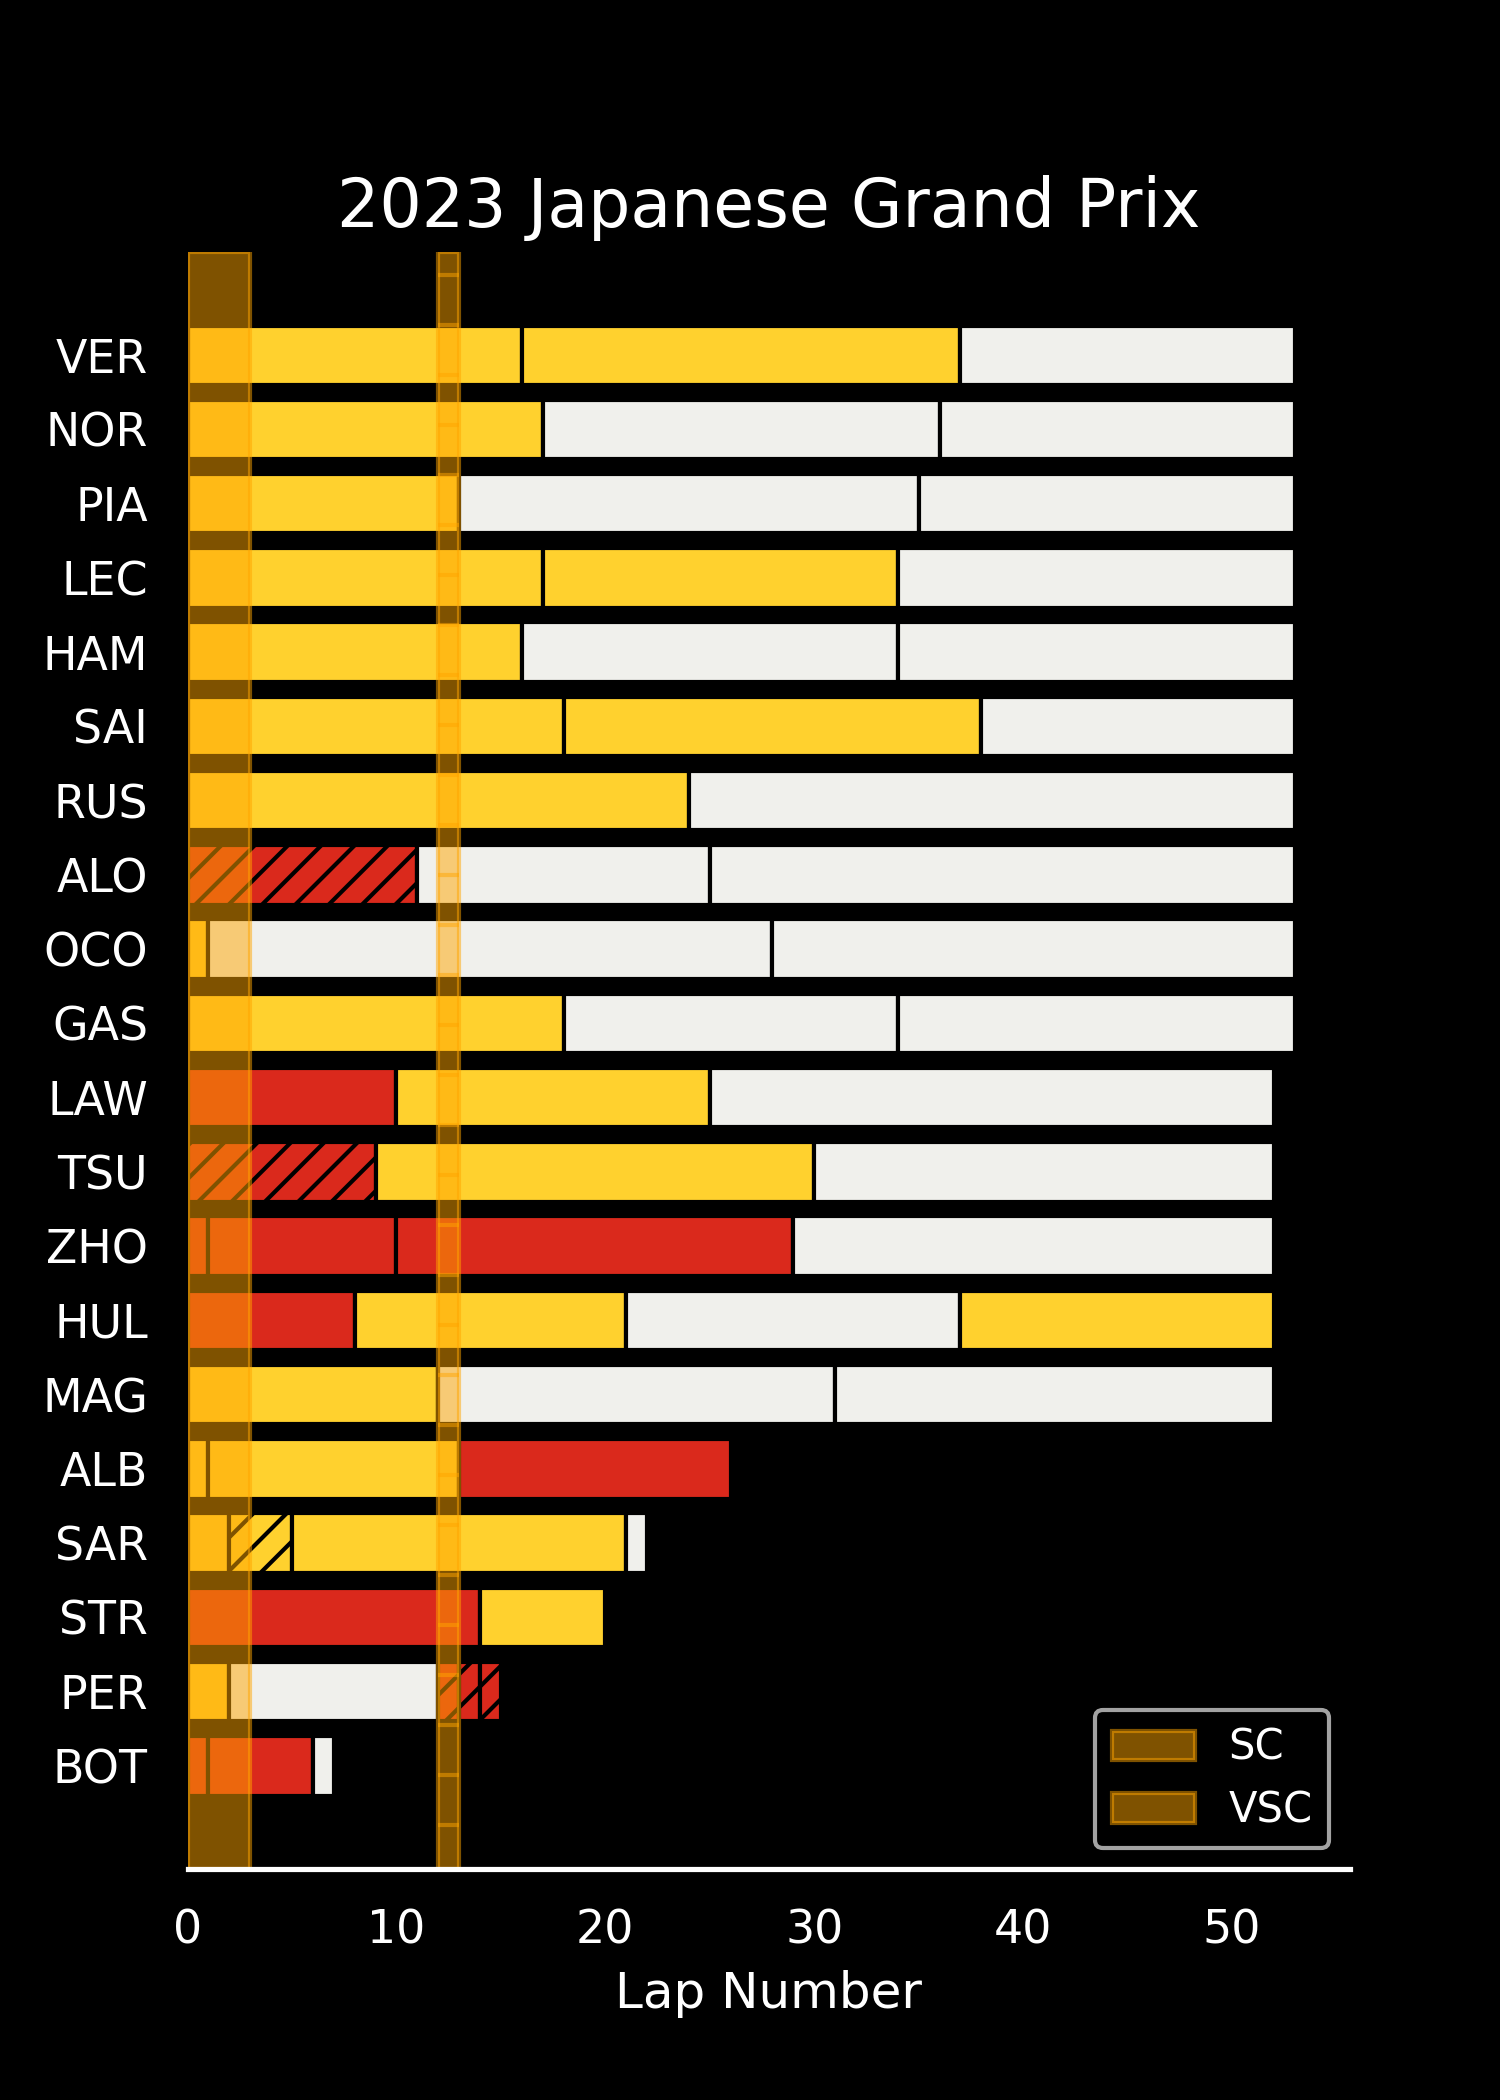 2023 Japanese Grand Prix
VER
NOR
PIA
LEC
HAM
SAI
RUS
ALO
OCO
GAS
LAW
TSU
ZHO
HUL
MAG
ALB
SAR
STR
PER
BOT
SC
VSC
0 10 20 30 40 50
Lap Number